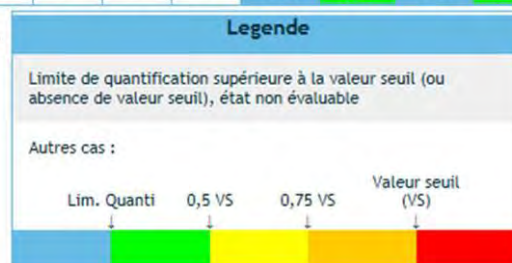 Legende
Limite de quantification supérieure à la valeur seuil (ou
absence de valeur seuil), état non évaluable
Autres cas :
Valeur seuil
Lim. Quanti 0,5 VS 0,75 VS (VS)